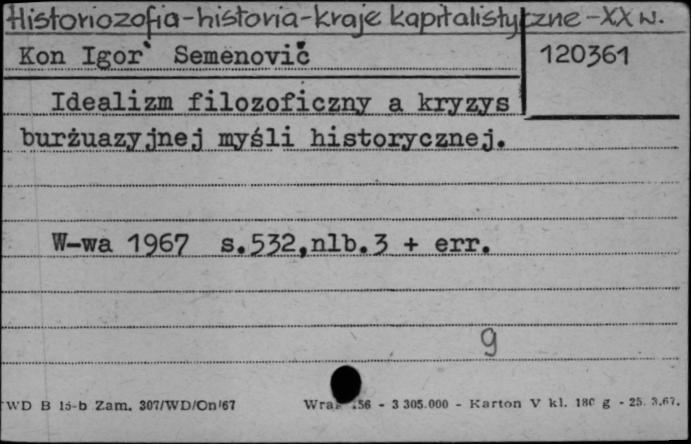 Historiozofia-historia-kraje kapitalistyczne-XX w.
Kon Igor' Semenovič
120361
Idealizm filozoficzny a kryzys
burżuazyjnej myśli historycznej.
W-wa 1967 s.532,nlb.3 + err.
9
WD B 15-b Zam. 307/WD/On/67 - 3 305.000 - Karton V kl. 180 g - 25. 3.67.